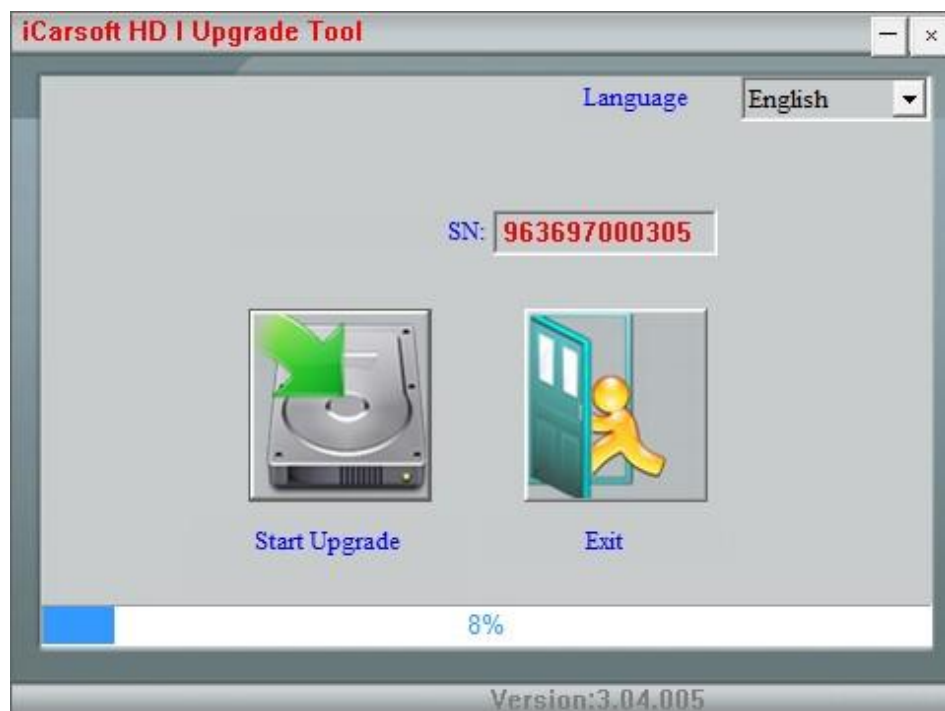 iCarsoft HD I Upgrade Tool
Language English
SN: 963697000305
Start Upgrade Exit
8%
Version:3.04.005